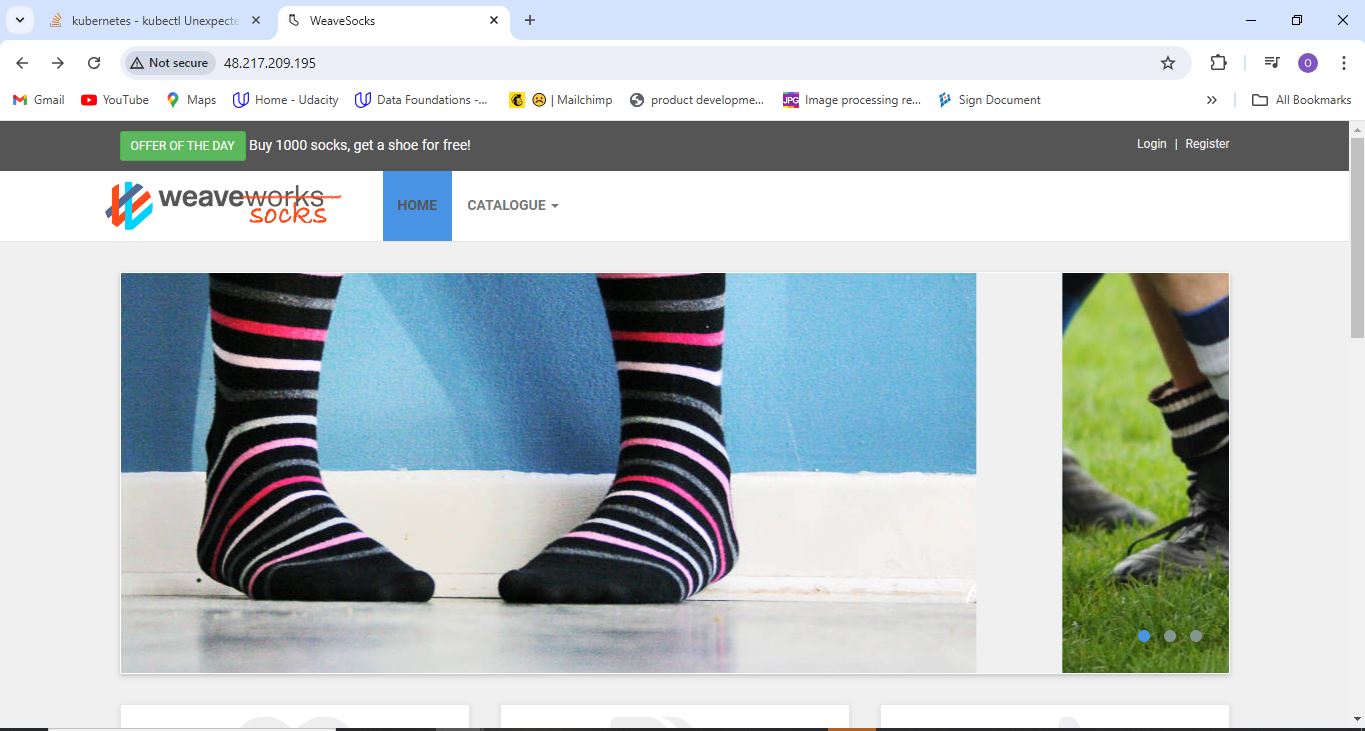 kubernetes - kubectl Unexpecte
WeaveSocks
Not secure
48.217.209.195
O
Gmail
YouTube
Maps
Home - Udacity
Data Foundations -...
| Mailchimp
product developme...
JPG
Image processing re...
Sign Document
All Bookmarks
OFFER OF THE DAY Buy 1000 socks, get a shoe for free!
Login | Register
weaveworks
socks
HOME
CATALOGUE